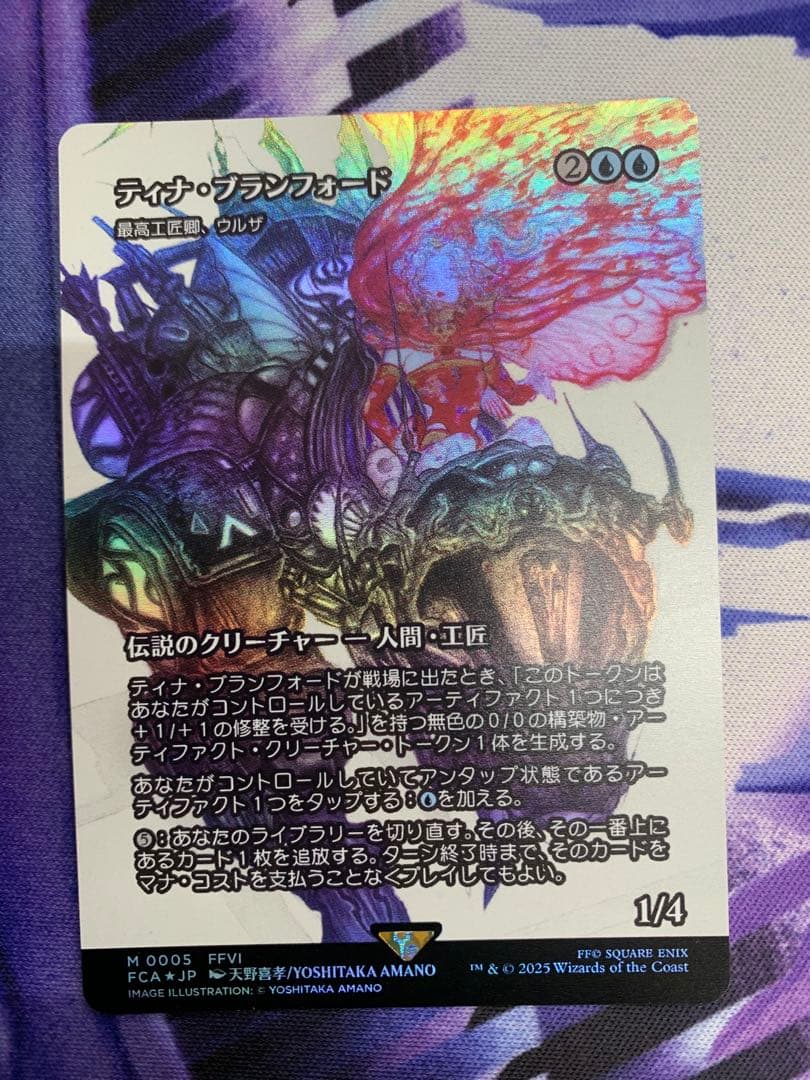 ティナ・ブランフォード
2
最高工匠卿、ウルザ
伝説のクリーチャー ― 人間・工匠
ティナ・ブランフォードが戦場に出たとき、「このトークンは
あなたがコントロールしているアーティファクト1つにつき
+1/+1の修整を受ける。」を持つ無色の0/0の構築物・アー
ティファクト・クリーチャー・トークン1体を生成する。
あなたがコントロールしていてアンタップ状態であるアー
ティファクト1つをタップする:を加える。
5:あなたのライブラリーを切り直す。その後、その一番上に
あるカード1枚を追放する。ターン終了時まで、そのカードを
マナ・コストを支払うことなくプレイしてもよい。
1/4
M 0005 FFVI
FCA★JP 天野喜孝/YOSHITAKA AMANO
IMAGE ILLUSTRATION: © YOSHITAKA AMANO
FF© SQUARE ENIX
™ & © 2025 Wizards of the Coast